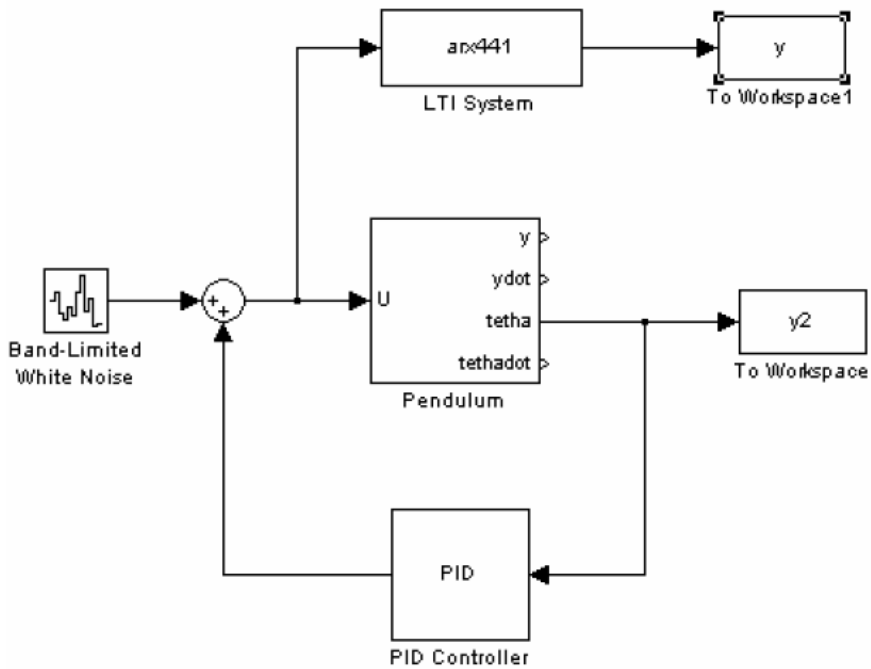 arx441
LTI System
y
To Workspace1
Band-Limited
White Noise
+
+
U
y
ydot
tetha
tethadot
Pendulum
y2
To Workspace
PID
PID Controller